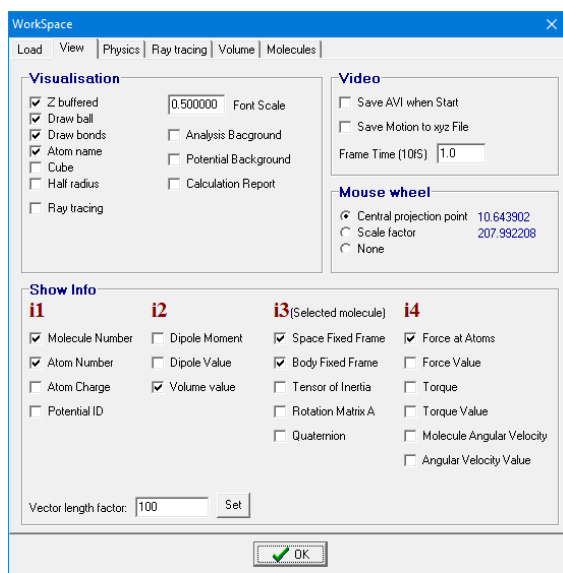 WorkSpace
Load View Physics Ray tracing Volume Molecules
Visualisation
Z buffered
Draw ball
Draw bonds
Atom name
Cube
Half radius
Ray tracing
0.500000 Font Scale
Analysis Bacground
Potential Background
Calculation Report
Video
Save AVI when Start
Save Motion to xyz File
Frame Time (10fS) 1.0
Mouse wheel
Central projection point 10.643902
Scale factor 207.992208
None
Show Info
i1
Molecule Number
Atom Number
Atom Charge
Potential ID
i2
Dipole Moment
Dipole Value
Volume value
i3 (Selected molecule)
Space Fixed Frame
Body Fixed Frame
Tensor of Inertia
Rotation Matrix A
Quaternion
i4
Force at Atoms
Force Value
Torque
Torque Value
Molecule Angular Velocity
Angular Velocity Value
Vector length factor: 100 Set
OK